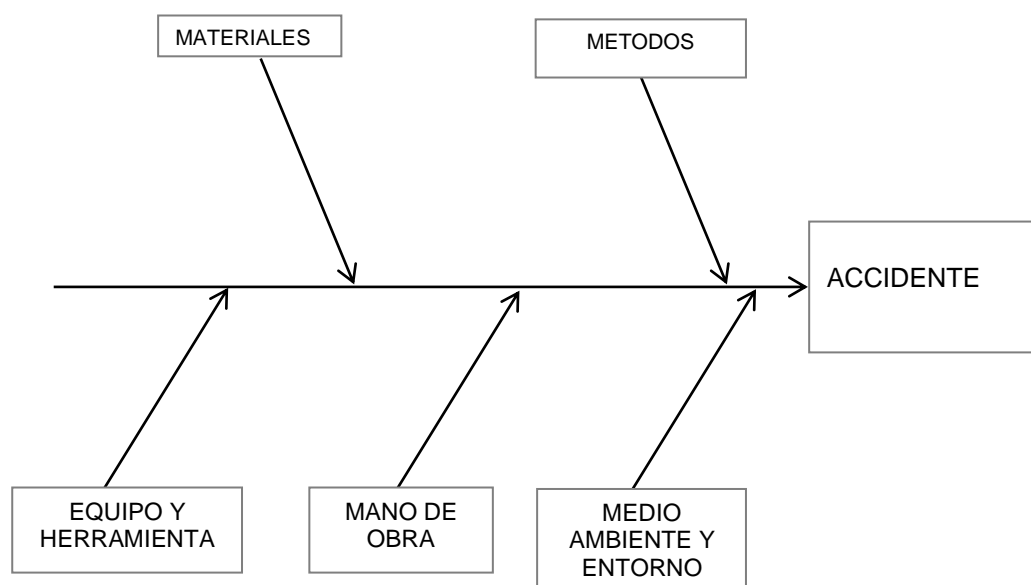 MATERIALES
METODOS
ACCIDENTE
EQUIPO Y
HERRAMIENTA
MANO DE
OBRA
MEDIO
AMBIENTE Y
ENTORNO